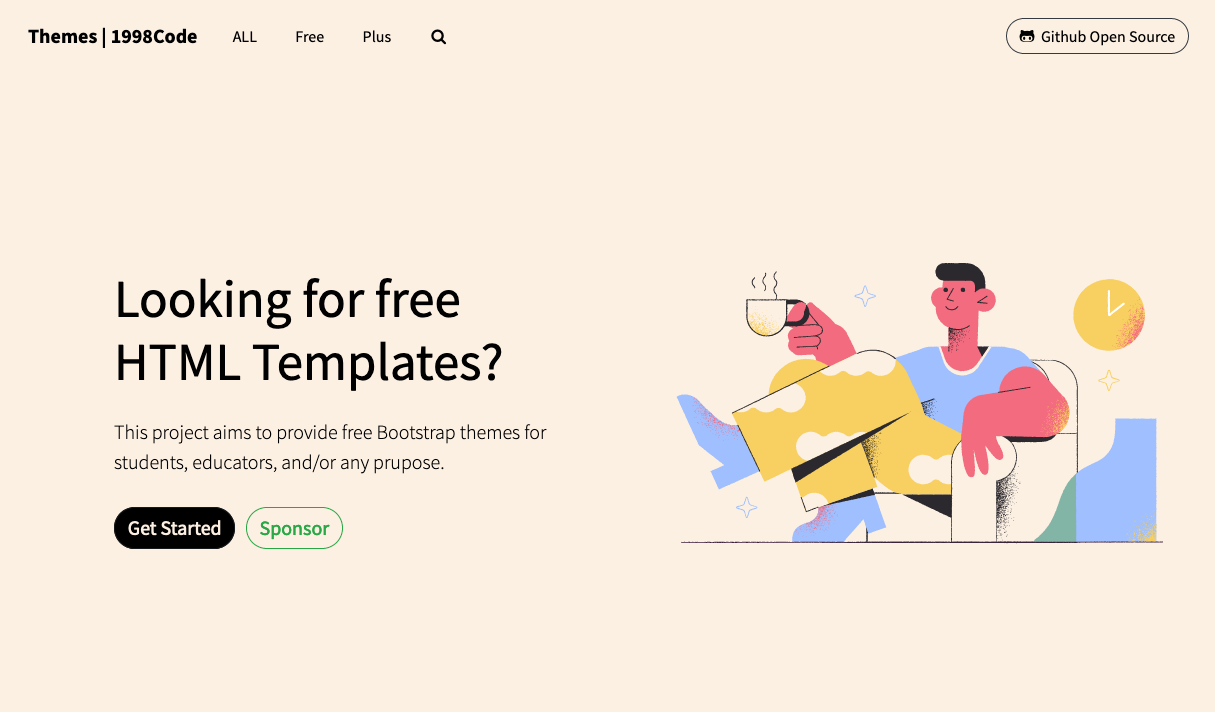 Themes | 1998Code
ALL
Free
Plus
Github Open Source
Looking for free
HTML Templates?
This project aims to provide free Bootstrap themes for
students, educators, and/or any prupose.
Get Started
Sponsor